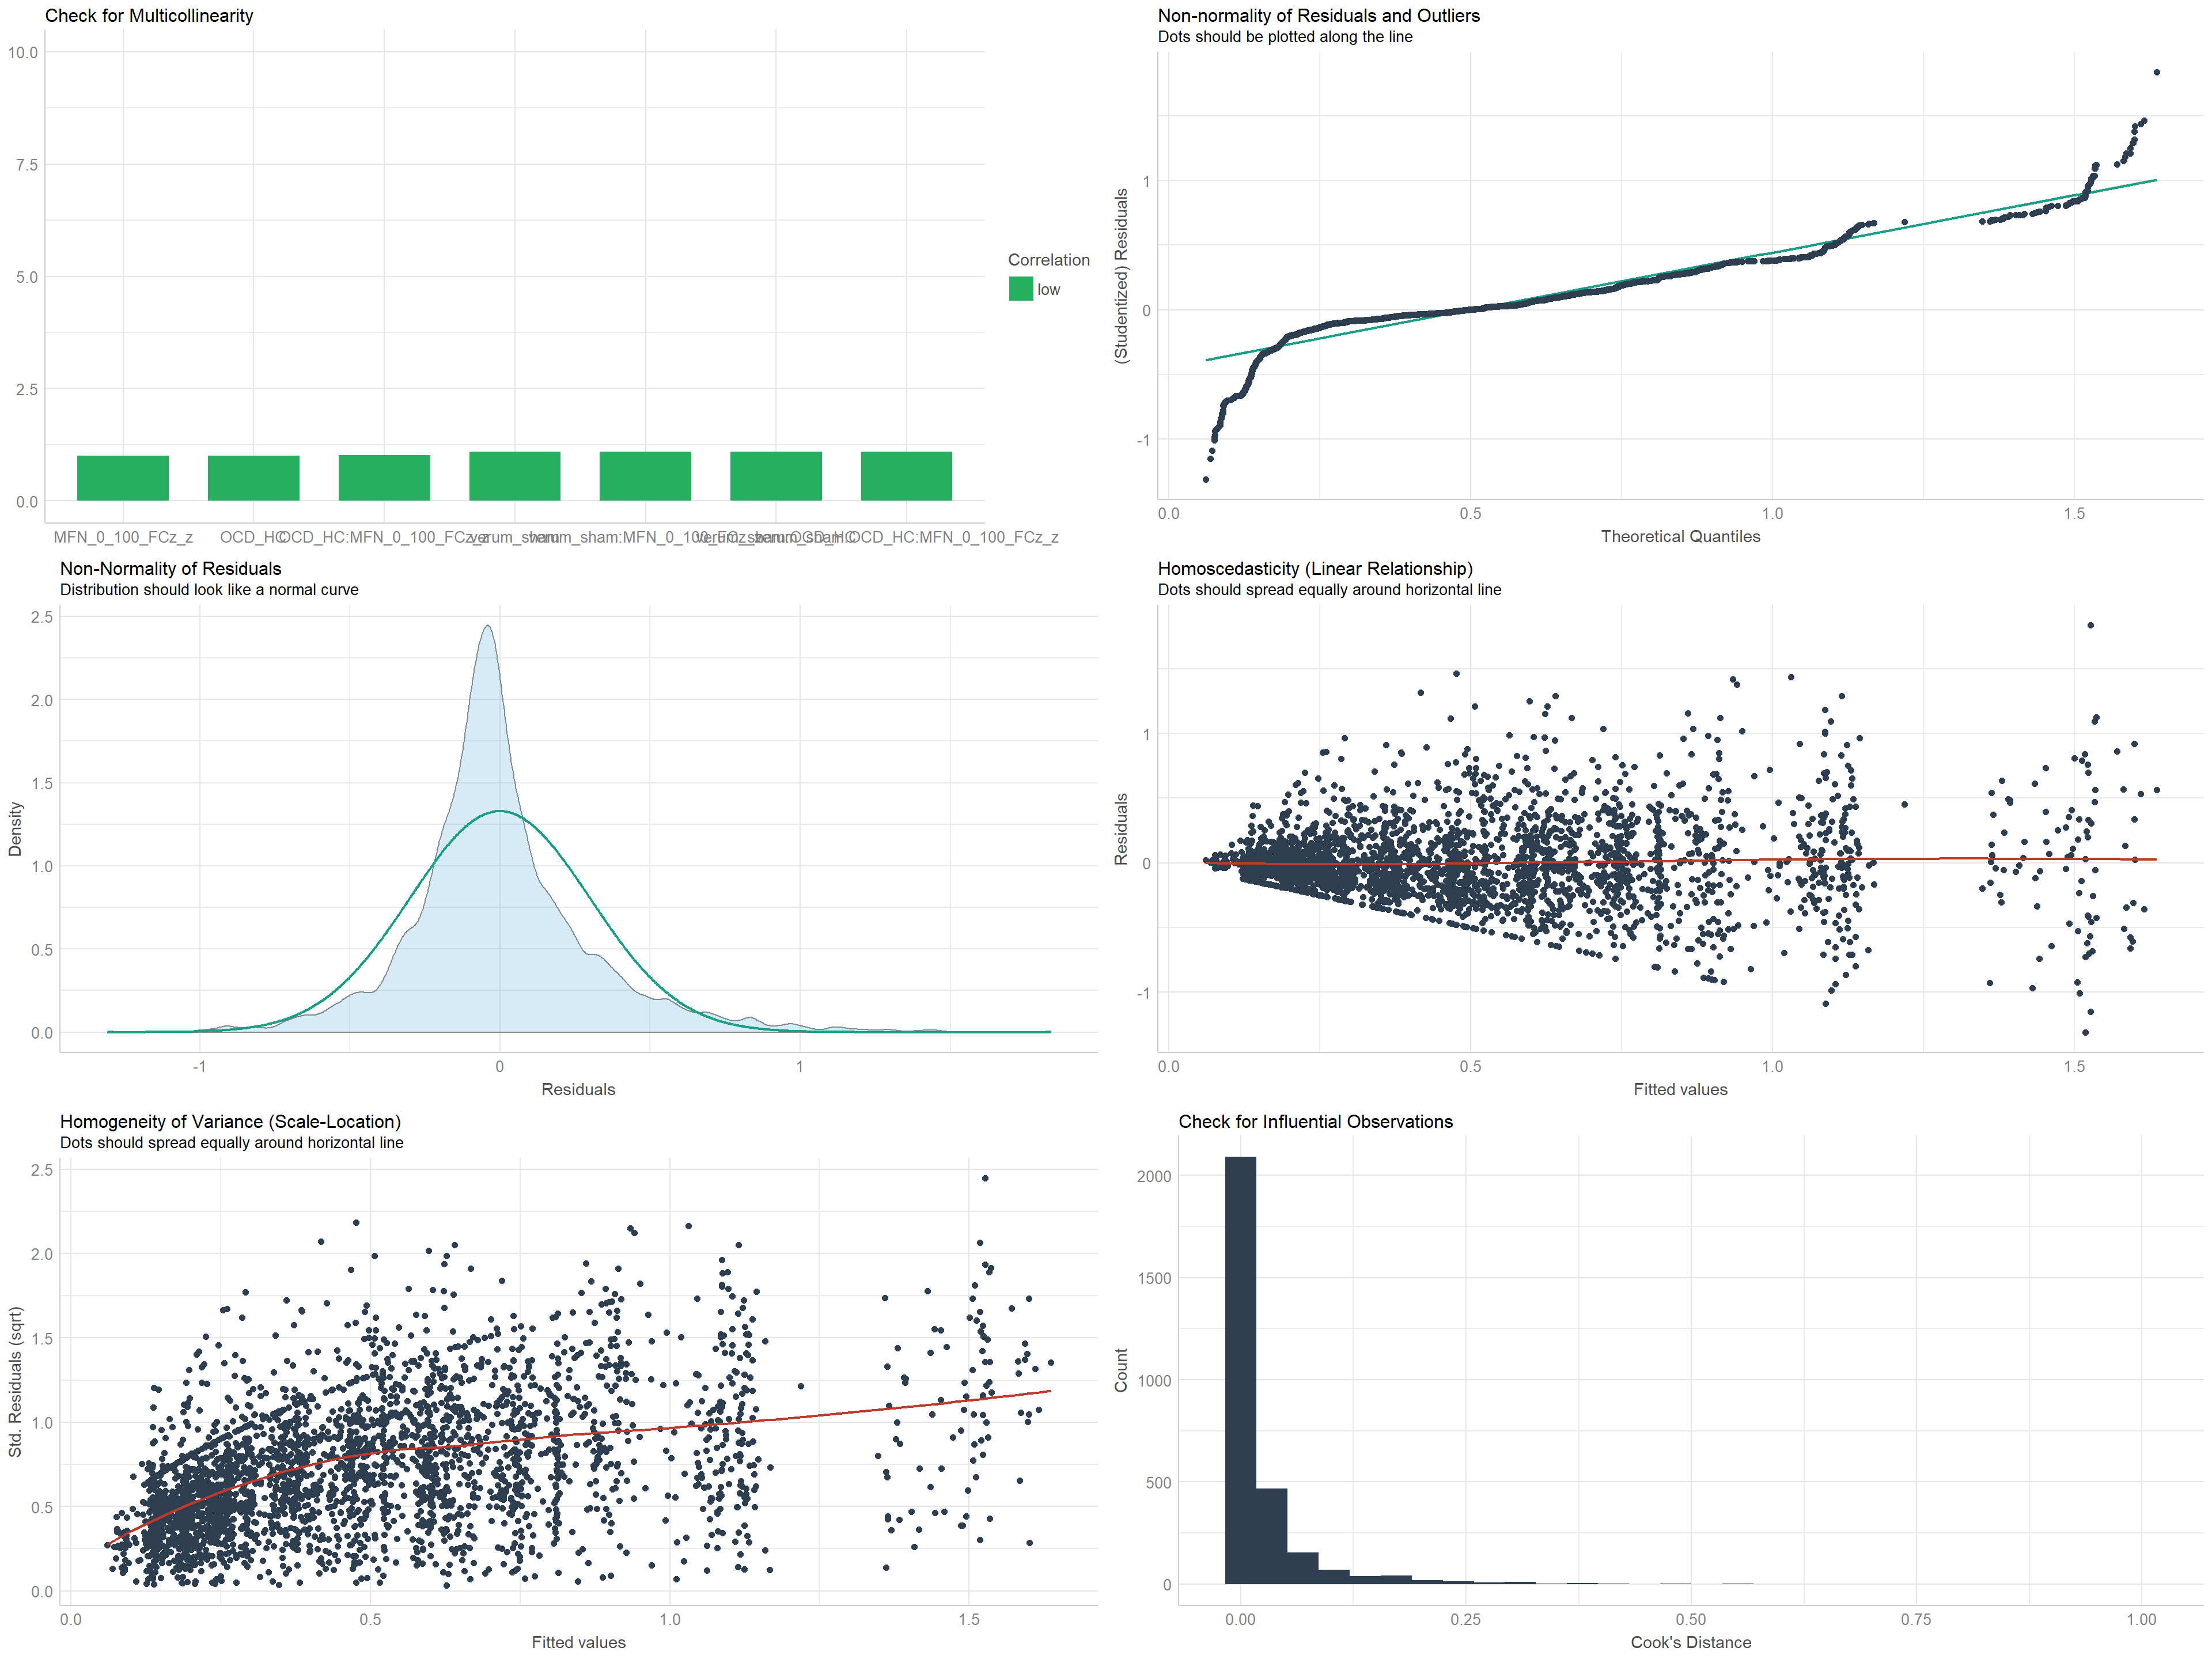 Check for Multicollinearity
10.0
7.5
5.0
2.5
0.0
MFN_0_100_FCz_z
OCD_HC
OCD_HC:MFN_0_100_FCz_z
Correlation
low
Non-normality of Residuals and Outliers
Dots should be plotted along the line
(Studentized) Residuals
1
0
-1
0.0 0.5 1.0 1.5
Theoretical Quantiles
Non-Normality of Residuals
Distribution should look like a normal curve
Density
2.5
2.0
1.5
1.0
0.5
0.0
-1 0 1
Residuals
Homoscedasticity (Linear Relationship)
Dots should spread equally around horizontal line
Residuals
1
0
-1
0.0 0.5 1.0 1.5
Fitted values
Homogeneity of Variance (Scale-Location)
Dots should spread equally around horizontal line
Std. Residuals (sqrt)
2.5
2.0
1.5
1.0
0.5
0.0
0.0 0.5 1.0 1.5
Fitted values
Check for Influential Observations
Count
2000
1500
1000
500
0
0.00 0.25 0.50 0.75 1.00
Cook's Distance